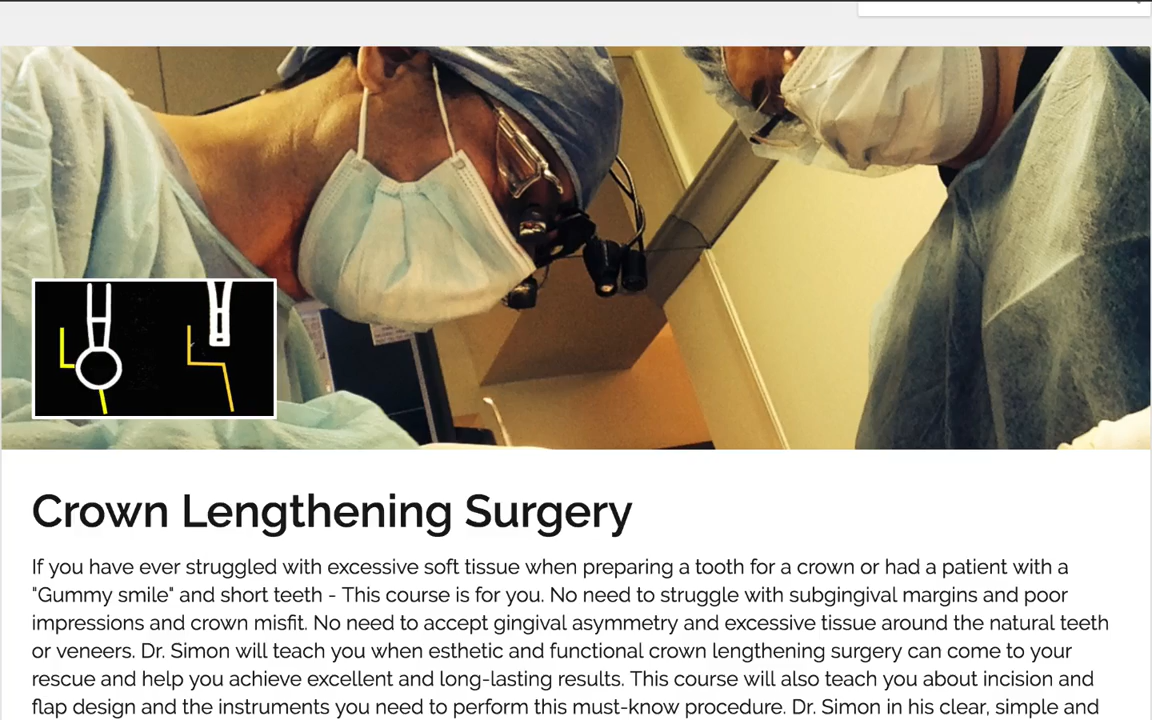 Crown Lengthening Surgery
If you have ever struggled with excessive soft tissue when preparing a tooth for a crown or had a patient with a
"Gummy smile" and short teeth - This course is for you. No need to struggle with subgingival margins and poor
impressions and crown misfit. No need to accept gingival asymmetry and excessive tissue around the natural teeth
or veneers. Dr. Simon will teach you when esthetic and functional crown lengthening surgery can come to your
rescue and help you achieve excellent and long-lasting results. This course will also teach you about incision and
flap design and the instruments you need to perform this must-know procedure. Dr. Simon in his clear, simple and